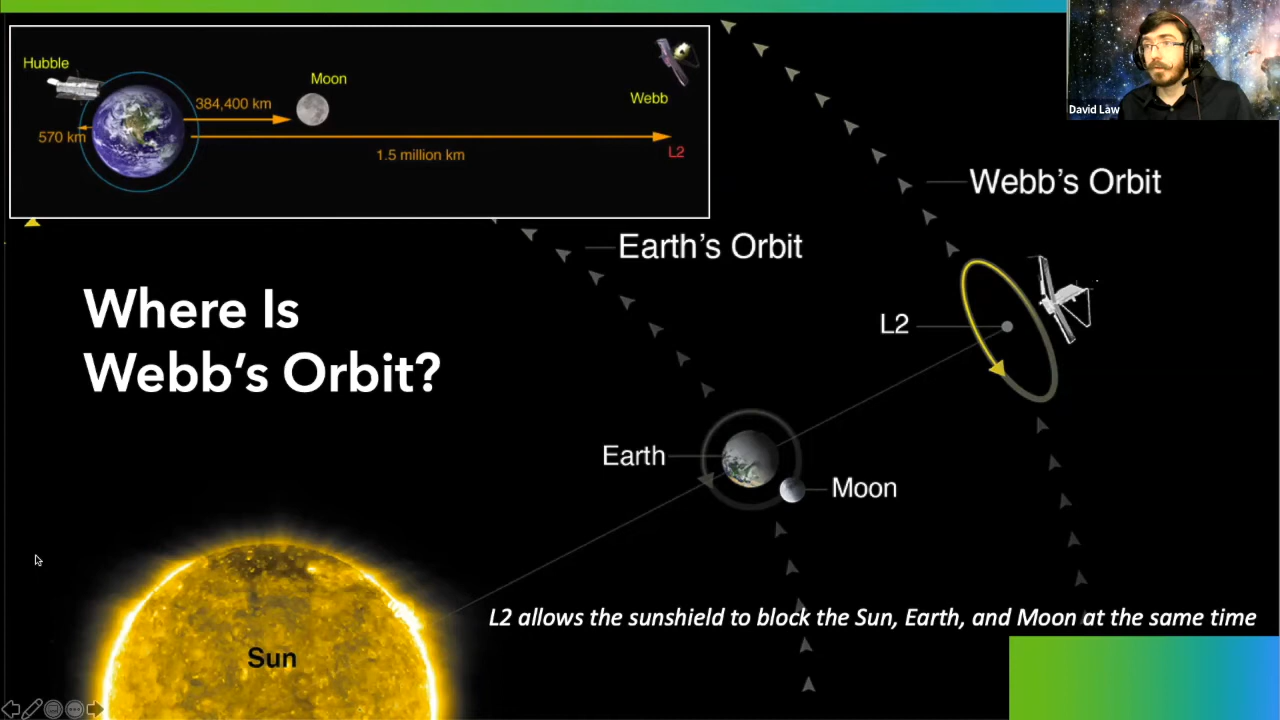 Hubble
Moon
384,400 km
570 km
1.5 million km
Webb
L2
David Law
Webb's Orbit
Earth's Orbit
Where Is
Webb's Orbit?
L2
Earth
Moon
L2 allows the sunshield to block the Sun, Earth, and Moon at the same time
Sun